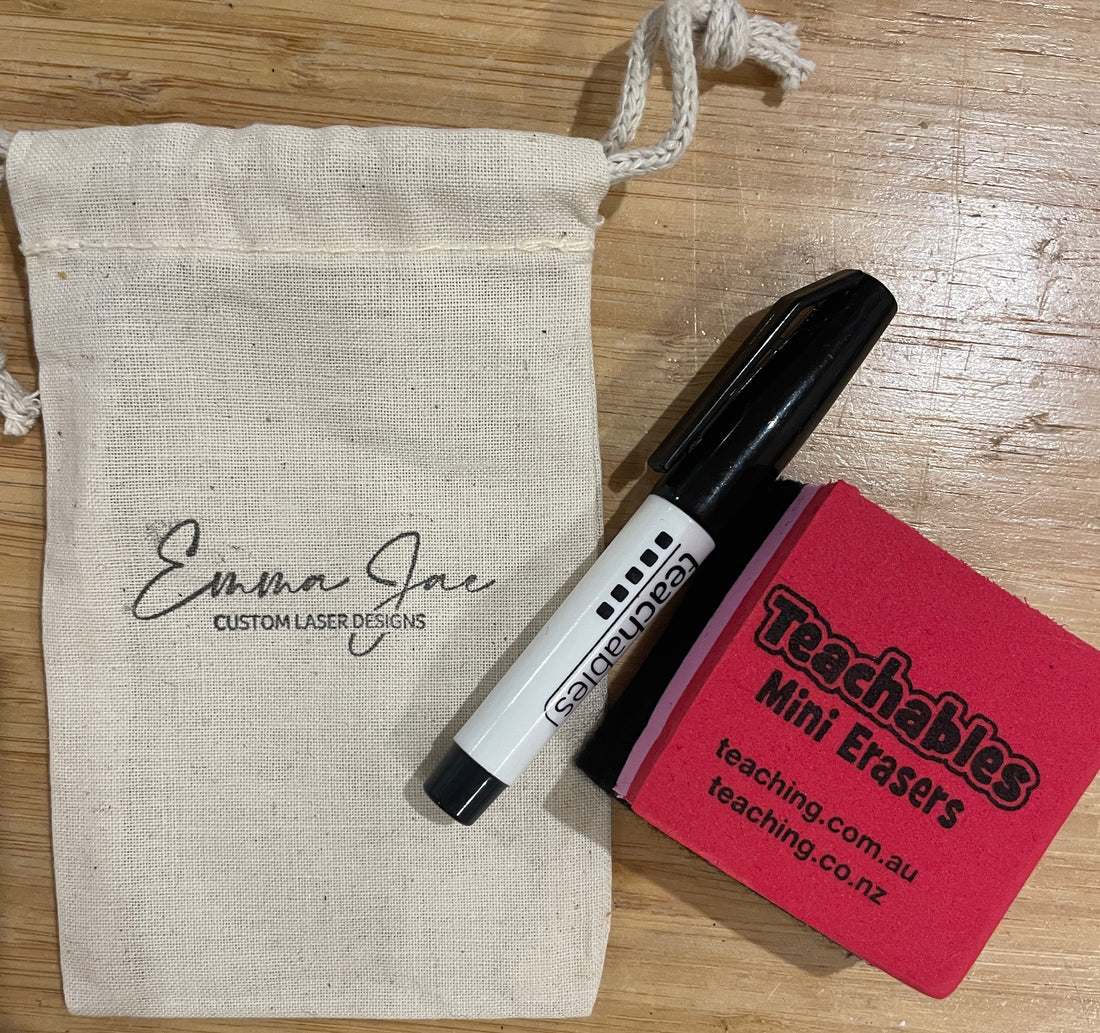 Emma Jae
CUSTOM LASER DESIGNS
teachables
Teachables
Mini Erasers
teaching.com.au
teaching.co.nz